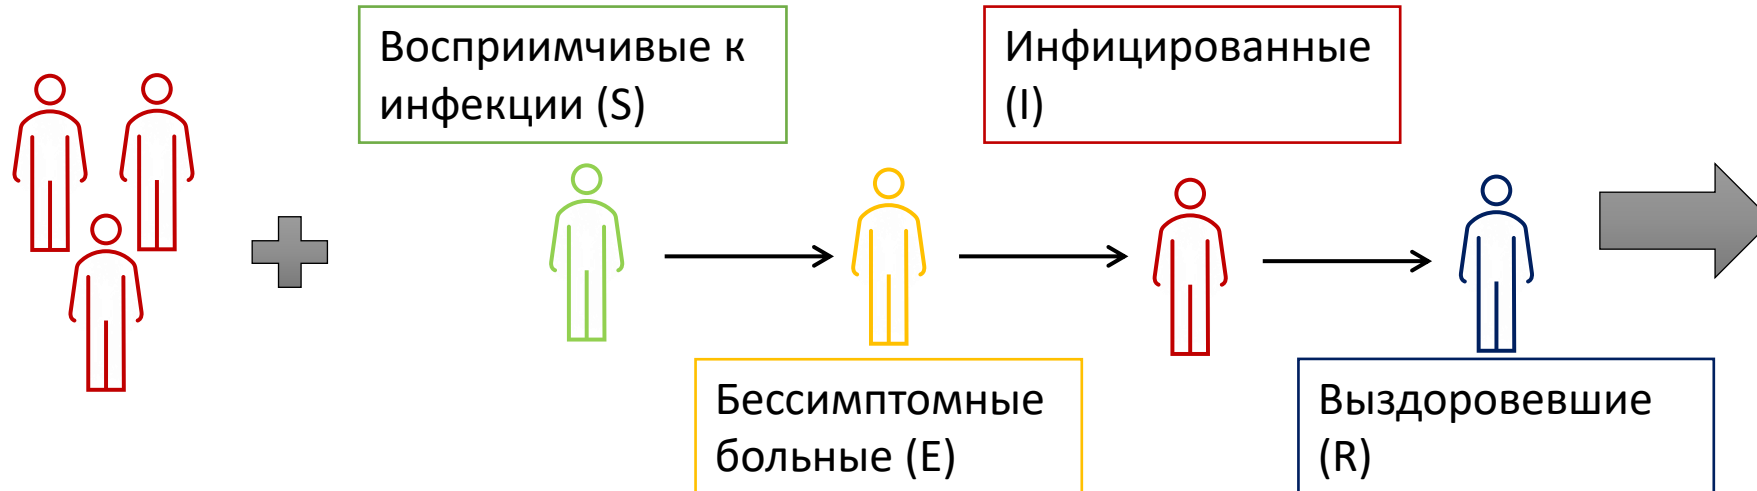 Восприимчивые к
инфекции (S)
Инфицированные
(I)
Бессимптомные
больные (E)
Выздоровевшие
(R)